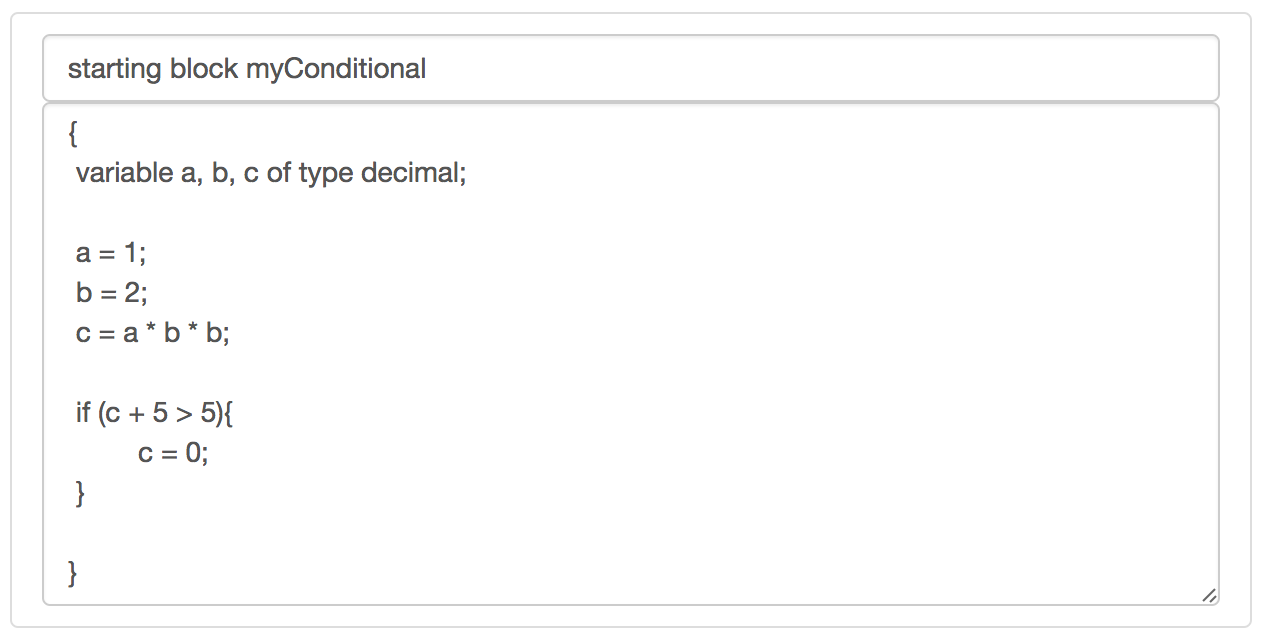 starting block myConditional
{
variable a, b, c of type decimal;
a = 1;
b = 2;
c = a * b * b;
if (c + 5 > 5){
c = 0;
}
}